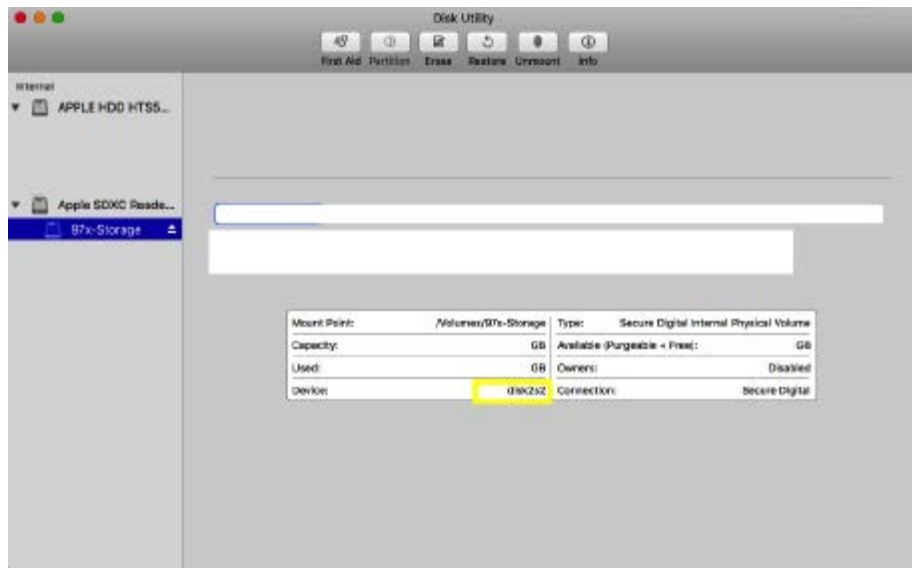 Disk Utility
First Aid Partition Erase Restore Unmount Info
Internal
APPLE HDD HTS5...
Apple SDXC Reade...
97x-Storage
Mount Point: /Volumes/97x-Storage Type: Secure Digital Internal Physical Volume
Capacity: GB Available (Purgeable + Free): GB
Used: GB Owners: Disabled
Device: disk2s2 Connection: Secure Digital